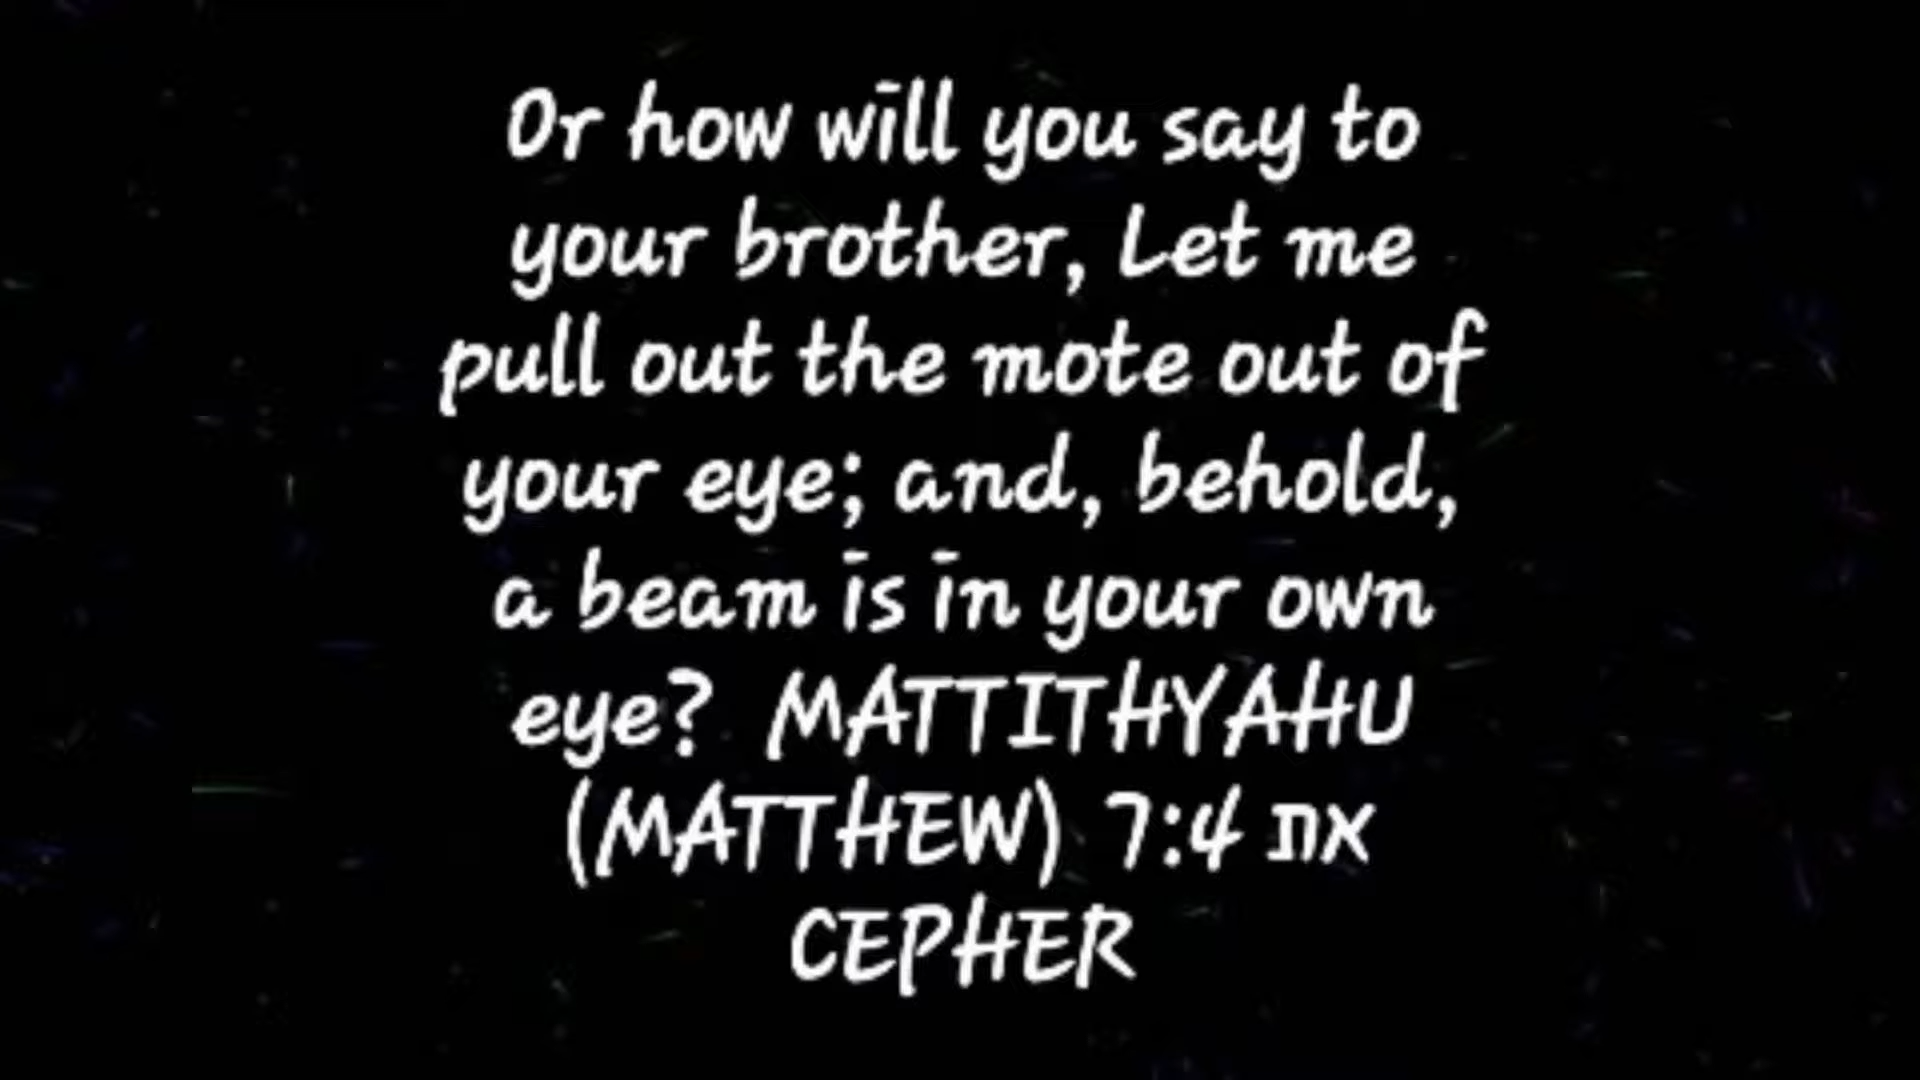 Or how will you say to
your brother, Let me
pull out the mote out of
your eye; and, behold,
a beam is in your own
eye? MATTITHYAHU
(MATTHEW) 7:4 את
CEPHER